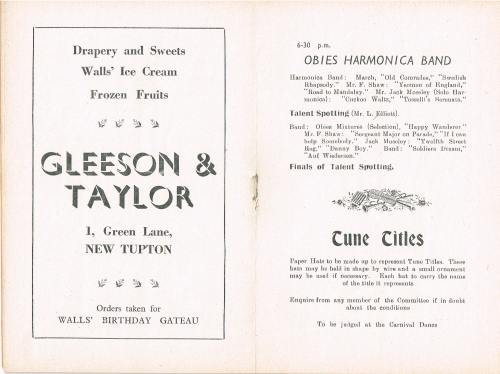 Drapery and Sweets
Walls' Ice Cream
Frozen Fruits
GLEESON &
TAYLOR
1, Green Lane,
NEW TUPTON
Orders taken for
WALLS' BIRTHDAY GATEAU
6-30 p.m.
OBIES HARMONICA BAND
Harmonica Band: March, "Old Comrades," "Swedish
Rhapsody." Mr. F. Shaw: "Yeomen of England,"
"Road to Mandalay." Mr. Jack Moseley (Solo Har-
monica): "Cuckoo Waltz," "Toselli's Serenata."
Talent Spotting (Mr. L. Elliott).
Band: Obies Mixtures (Selection), "Happy Wanderer."
Mr. F. Shaw: "Sergeant Major on Parade," "If I can
help Somebody." Jack Moseley: "Twelfth Street
Rag," "Danny Boy." Band: "Soldiers Dream,"
"Auf Wiedersen."
Finals of Talent Spotting.
Tune Titles
Paper Hats to be made up to represent Tune Titles. These
hats may be held in shape by wire and a small ornament
may be used if necessary. Each hat to carry the name
of the title it represents
Enquire from any member of the Committee if in doubt
about the conditions
To be judged at the Carnival Dance